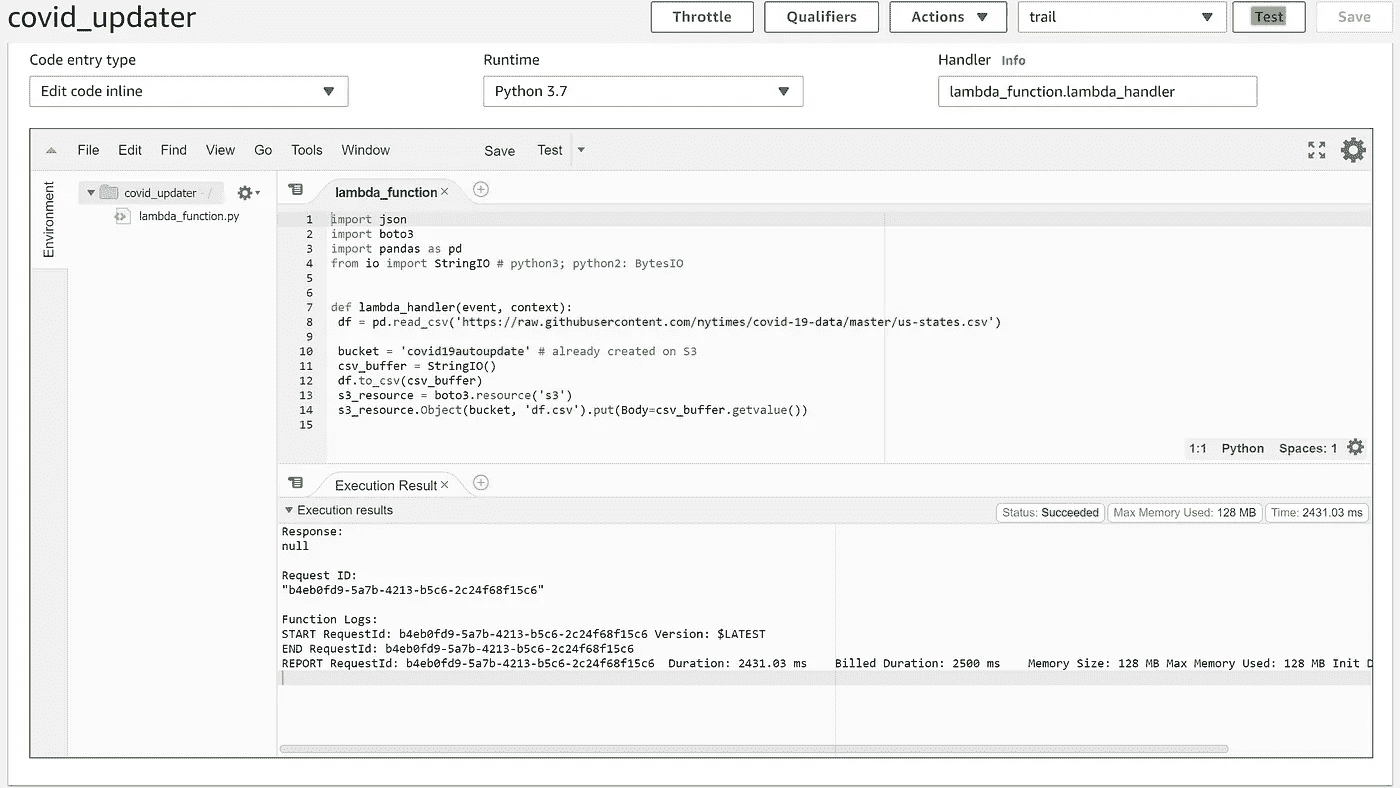 covid_updater
Throttle Qualifiers Actions trail Test Save
Code entry type Runtime Handler Info
Edit code inline Python 3.7 lambda_function.lambda_handler
File Edit Find View Go Tools Window Save Test
Environment
covid_updater - /
lambda_function.py
lambda_function ×
1 import json
2 import boto3
3 import pandas as pd
4 from io import StringIO # python3; python2: BytesIO
5
6
7 def lambda_handler(event, context):
8 df = pd.read_csv('https://raw.githubusercontent.com/nytimes/covid-19-data/master/us-states.csv')
9
10 bucket = 'covid19autoupdate' # already created on S3
11 csv_buffer = StringIO()
12 df.to_csv(csv_buffer)
13 s3_resource = boto3.resource('s3')
14 s3_resource.Object(bucket, 'df.csv').put(Body=csv_buffer.getvalue())
15
1:1 Python Spaces: 1
Execution Result ×
Execution results Status: Succeeded Max Memory Used: 128 MB Time: 2431.03 ms
Response:
null
Request ID:
"b4eb0fd9-5a7b-4213-b5c6-2c24f68f15c6"
Function Logs:
START RequestId: b4eb0fd9-5a7b-4213-b5c6-2c24f68f15c6 Version: $LATEST
END RequestId: b4eb0fd9-5a7b-4213-b5c6-2c24f68f15c6
REPORT RequestId: b4eb0fd9-5a7b-4213-b5c6-2c24f68f15c6 Duration: 2431.03 ms Billed Duration: 2500 ms Memory Size: 128 MB Max Memory Used: 128 MB Init D